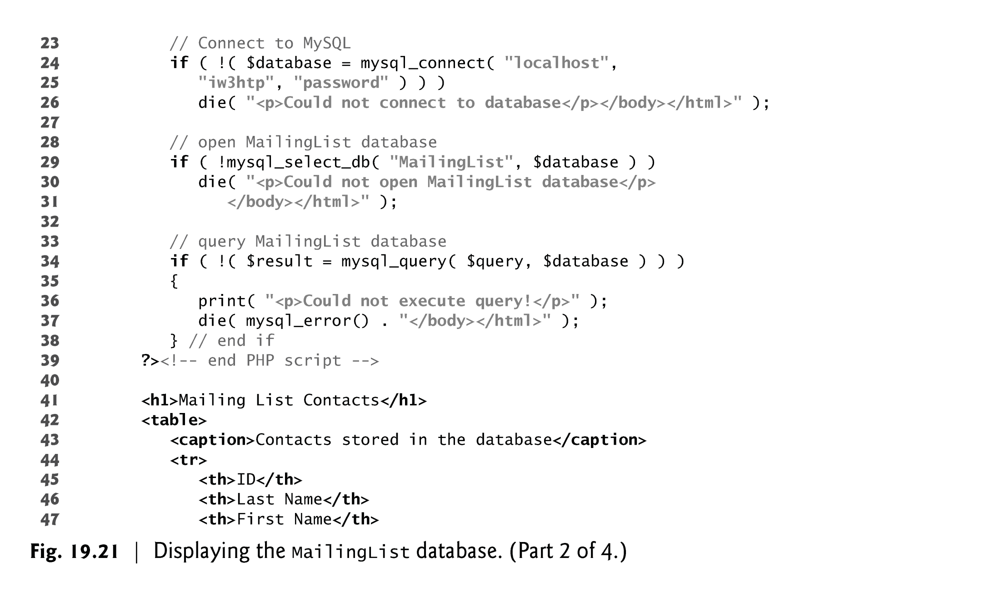 23 // Connect to MySQL
24 if ( !( $database = mysql_connect( "localhost",
25 "iw3htp", "password" ) ) )
26 die( "<p>Could not connect to database</p></body></html>" );
27
28 // open MailingList database
29 if ( !mysql_select_db( "MailingList", $database ) )
30 die( "<p>Could not open MailingList database</p>
31 </body></html>" );
32
33 // query MailingList database
34 if ( !( $result = mysql_query( $query, $database ) ) )
35 {
36 print( "<p>Could not execute query!</p>" );
37 die( mysql_error() . "</body></html>" );
38 } // end if
39 ?><!-- end PHP script -->
40
41 <h1>Mailing List Contacts</h1>
42 <table>
43 <caption>Contacts stored in the database</caption>
44 <tr>
45 <th>ID</th>
46 <th>Last Name</th>
47 <th>First Name</th>
Fig. 19.21 | Displaying the MailingList database. (Part 2 of 4.)